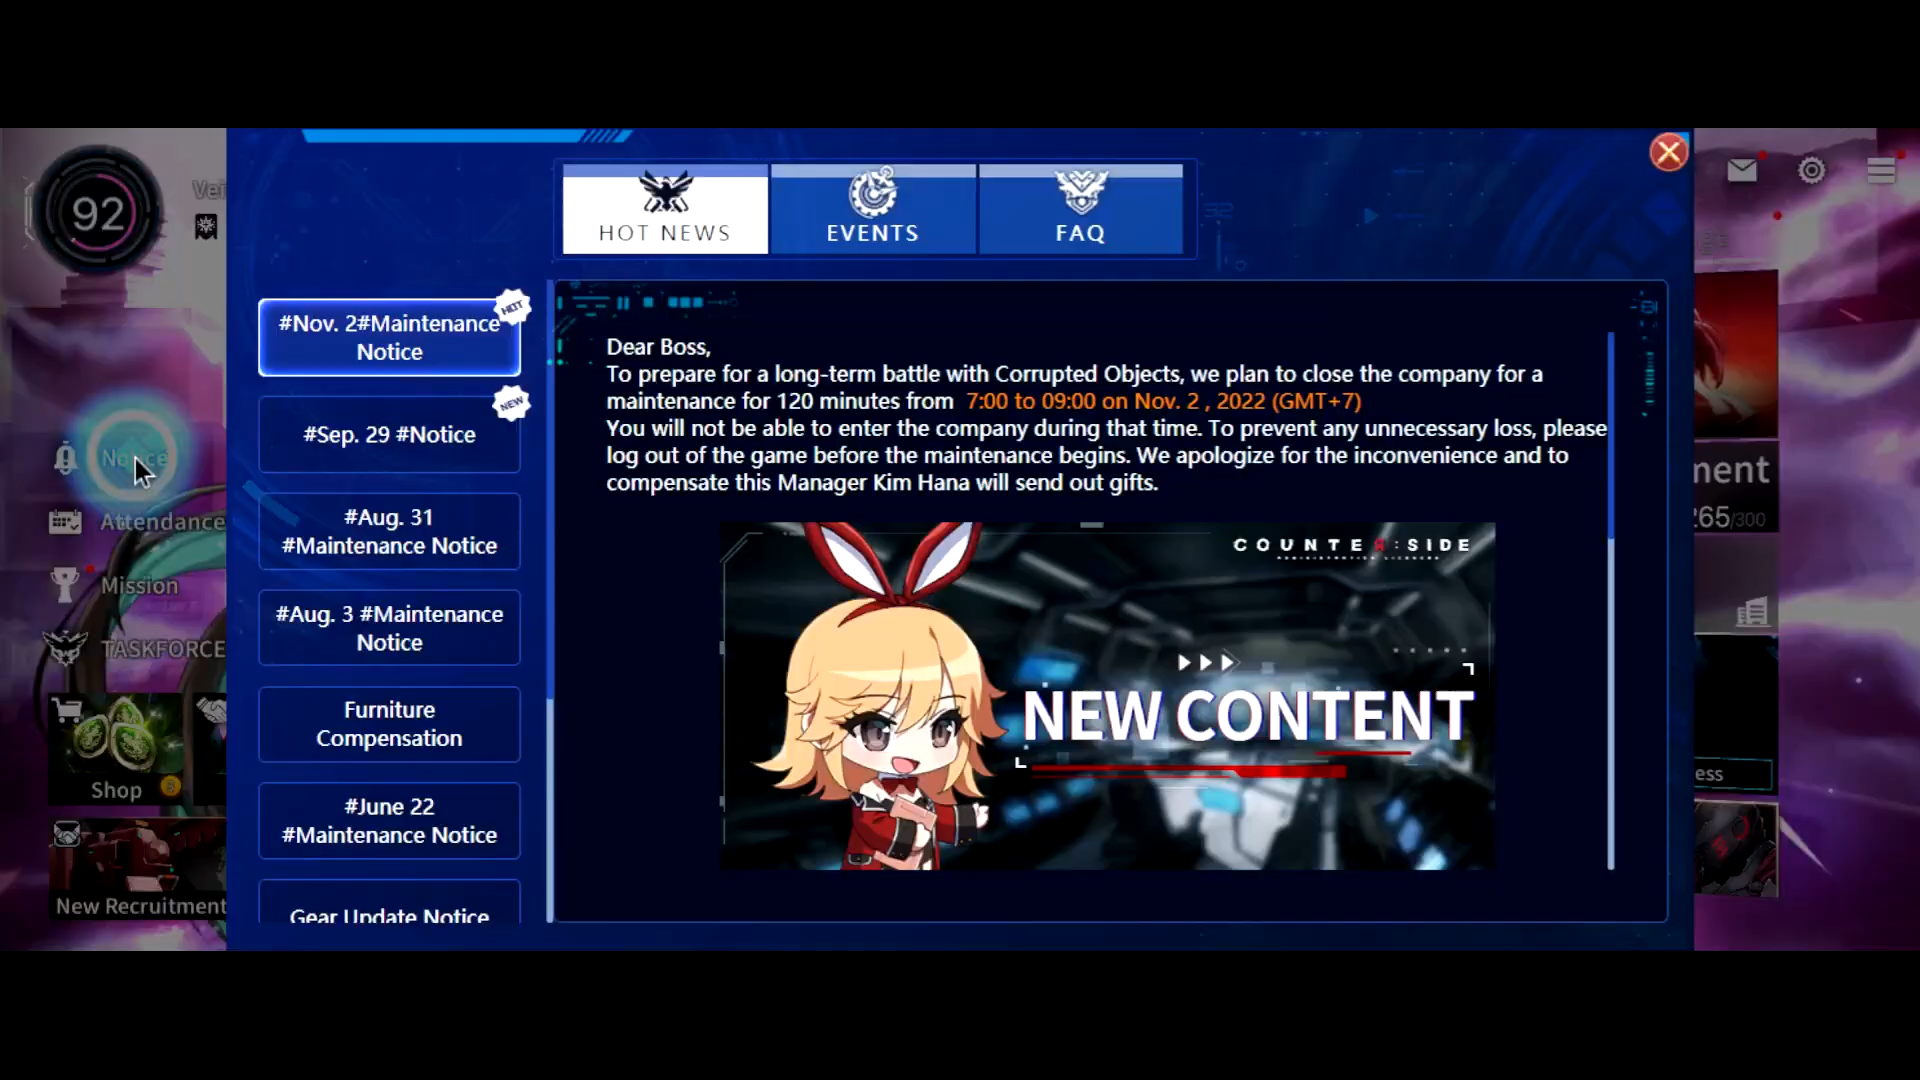 92
HOT NEWS
EVENTS
FAQ
#Nov. 2#Maintenance
Notice
HOT
#Sep. 29 #Notice
NEW
#Aug. 31
#Maintenance Notice
#Aug. 3 #Maintenance
Notice
Furniture
Compensation
#June 22
#Maintenance Notice
Gear Update Notice
Dear Boss,
To prepare for a long-term battle with Corrupted Objects, we plan to close the company for a
maintenance for 120 minutes from 7:00 to 09:00 on Nov. 2 , 2022 (GMT+7)
You will not be able to enter the company during that time. To prevent any unnecessary loss, please
log out of the game before the maintenance begins. We apologize for the inconvenience and to
compensate this Manager Kim Hana will send out gifts.
COUNTER:SIDE
NEW CONTENT
Notice
Attendance
Mission
TASKFORCE
Shop
New Recruitment
ment
265/300
ess